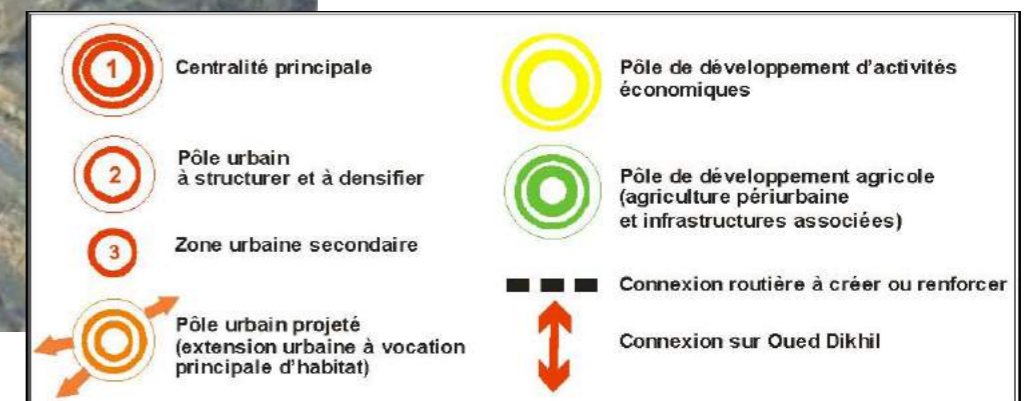 1
Centralité principale
2
Pôle urbain
à structurer et à densifier
3
Zone urbaine secondaire
Pôle urbain projeté
(extension urbaine à vocation
principale d'habitat)
Pôle de développement d'activités
économiques
Pôle de développement agricole
(agriculture périurbaine
et infrastructures associées)
Connexion routière à créer ou renforcer
Connexion sur Oued Dikhil